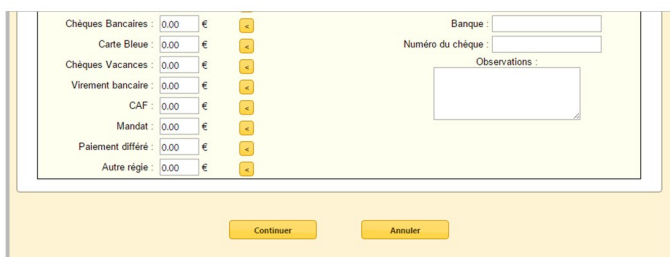 Chèques Bancaires : 0.00 € < Banque :
Carte Bleue : 0.00 € < Numéro du chèque :
Chèques Vacances : 0.00 € < Observations :
Virement bancaire : 0.00 € <
CAF : 0.00 € <
Mandat : 0.00 € <
Paiement différé : 0.00 € <
Autre régie : 0.00 € <
Continuer Annuler